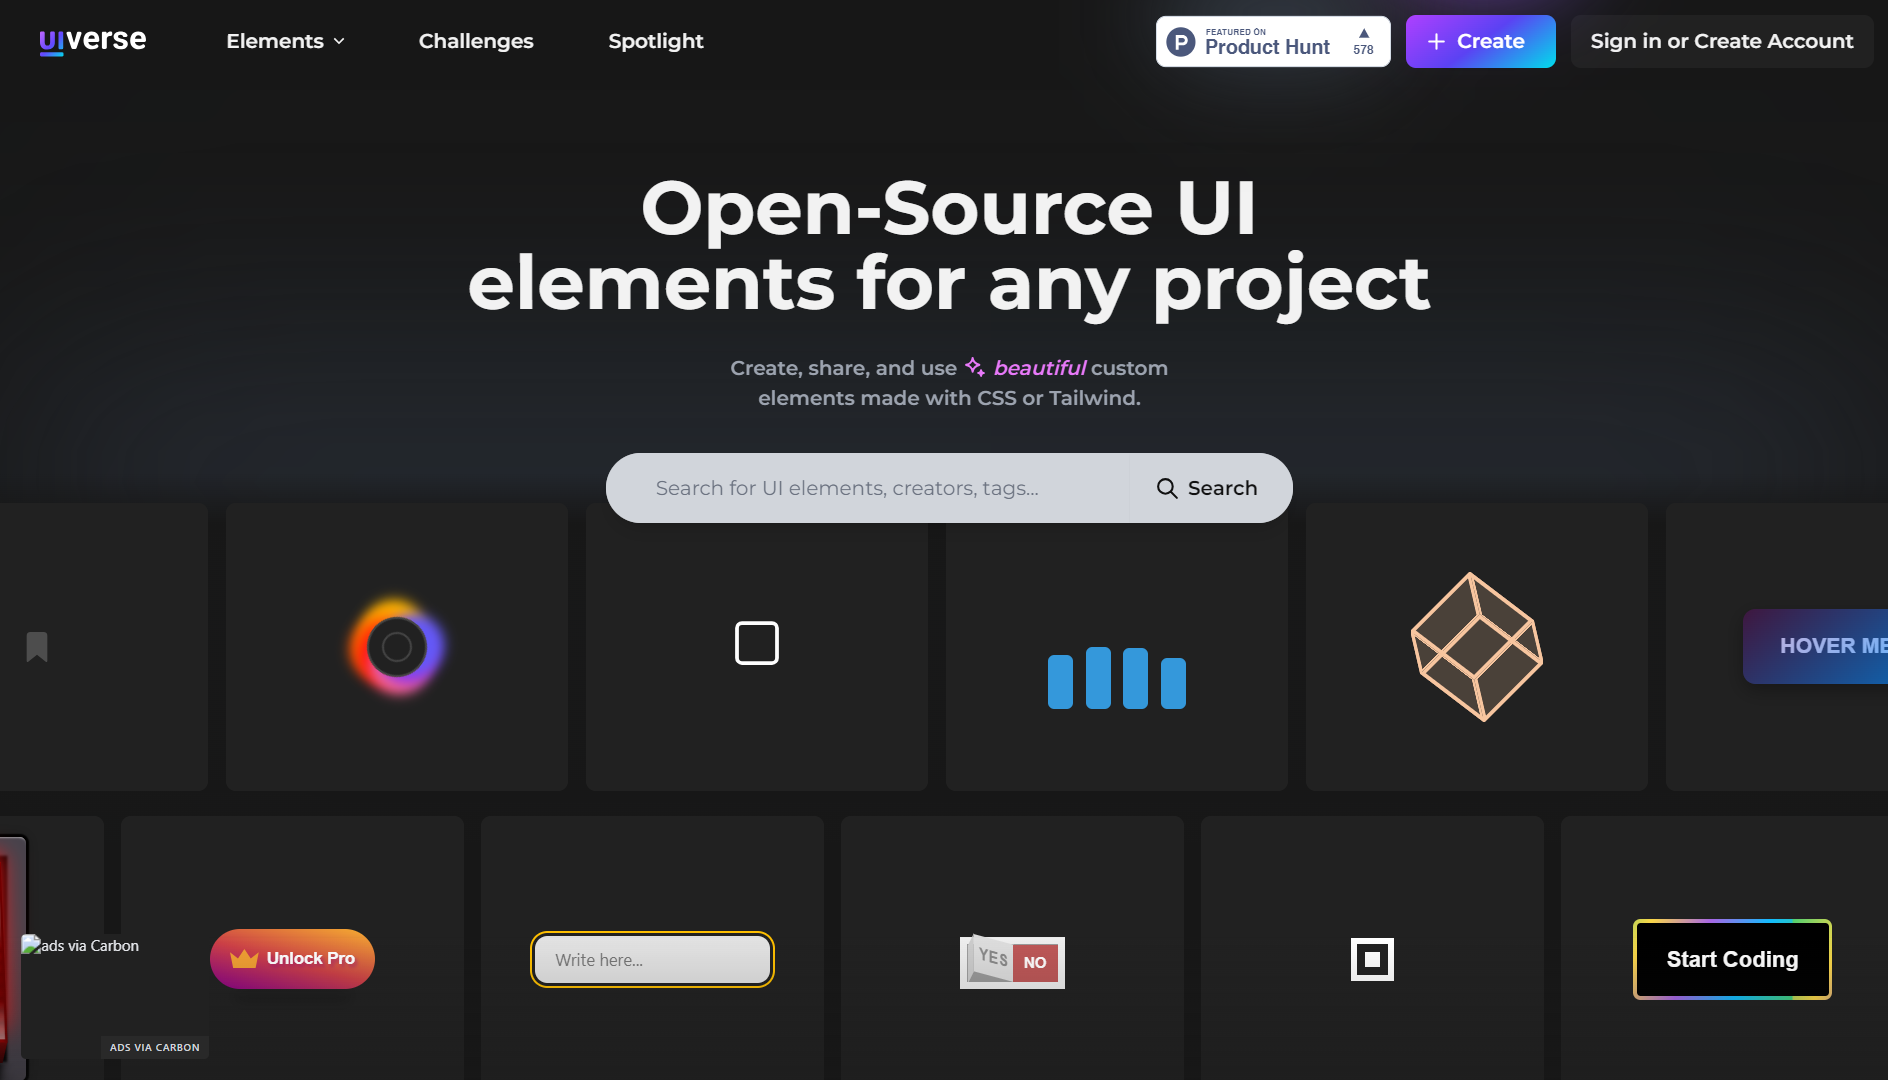 uiverse
Elements
Challenges
Spotlight
P
FEATURED ON
Product Hunt
578
Create
Sign in or Create Account
Open-Source UI
elements for any project
Create, share, and use beautiful custom
elements made with CSS or Tailwind.
Search for UI elements, creators, tags...
Search
HOVER ME
ads via Carbon
ADS VIA CARBON
Unlock Pro
Write here...
YES
NO
Start Coding